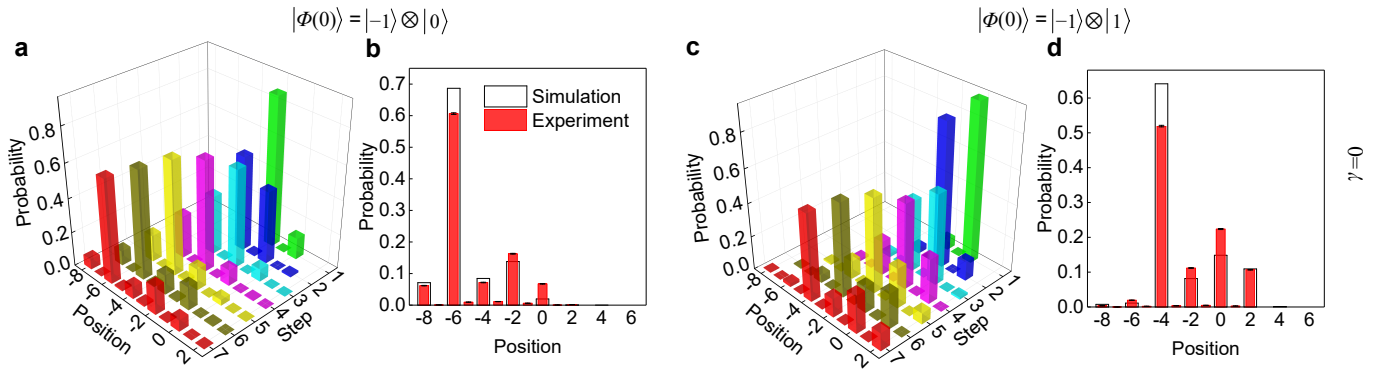 |Φ(0)⟩ = |−1⟩ ⊗ | 0⟩
|Φ(0)⟩ = |−1⟩ ⊗ | 1⟩
a
Probability
0.8
0.6
0.4
0.2
0.0
-8
-6
-4
-2
0
2
Position
7
6
5
4
3
2
1
Step
b
Simulation
Experiment
Probability
0.7
0.6
0.5
0.4
0.3
0.2
0.1
0.0
-8 -6 -4 -2 0 2 4 6
Position
c
Probability
0.8
0.6
0.4
0.2
0.0
-8
-6
-4
-2
0
2
Position
7
6
5
4
3
2
1
Step
d
Probability
0.6
0.5
0.4
0.3
0.2
0.1
0.0
-8 -6 -4 -2 0 2 4 6
Position
γ=0